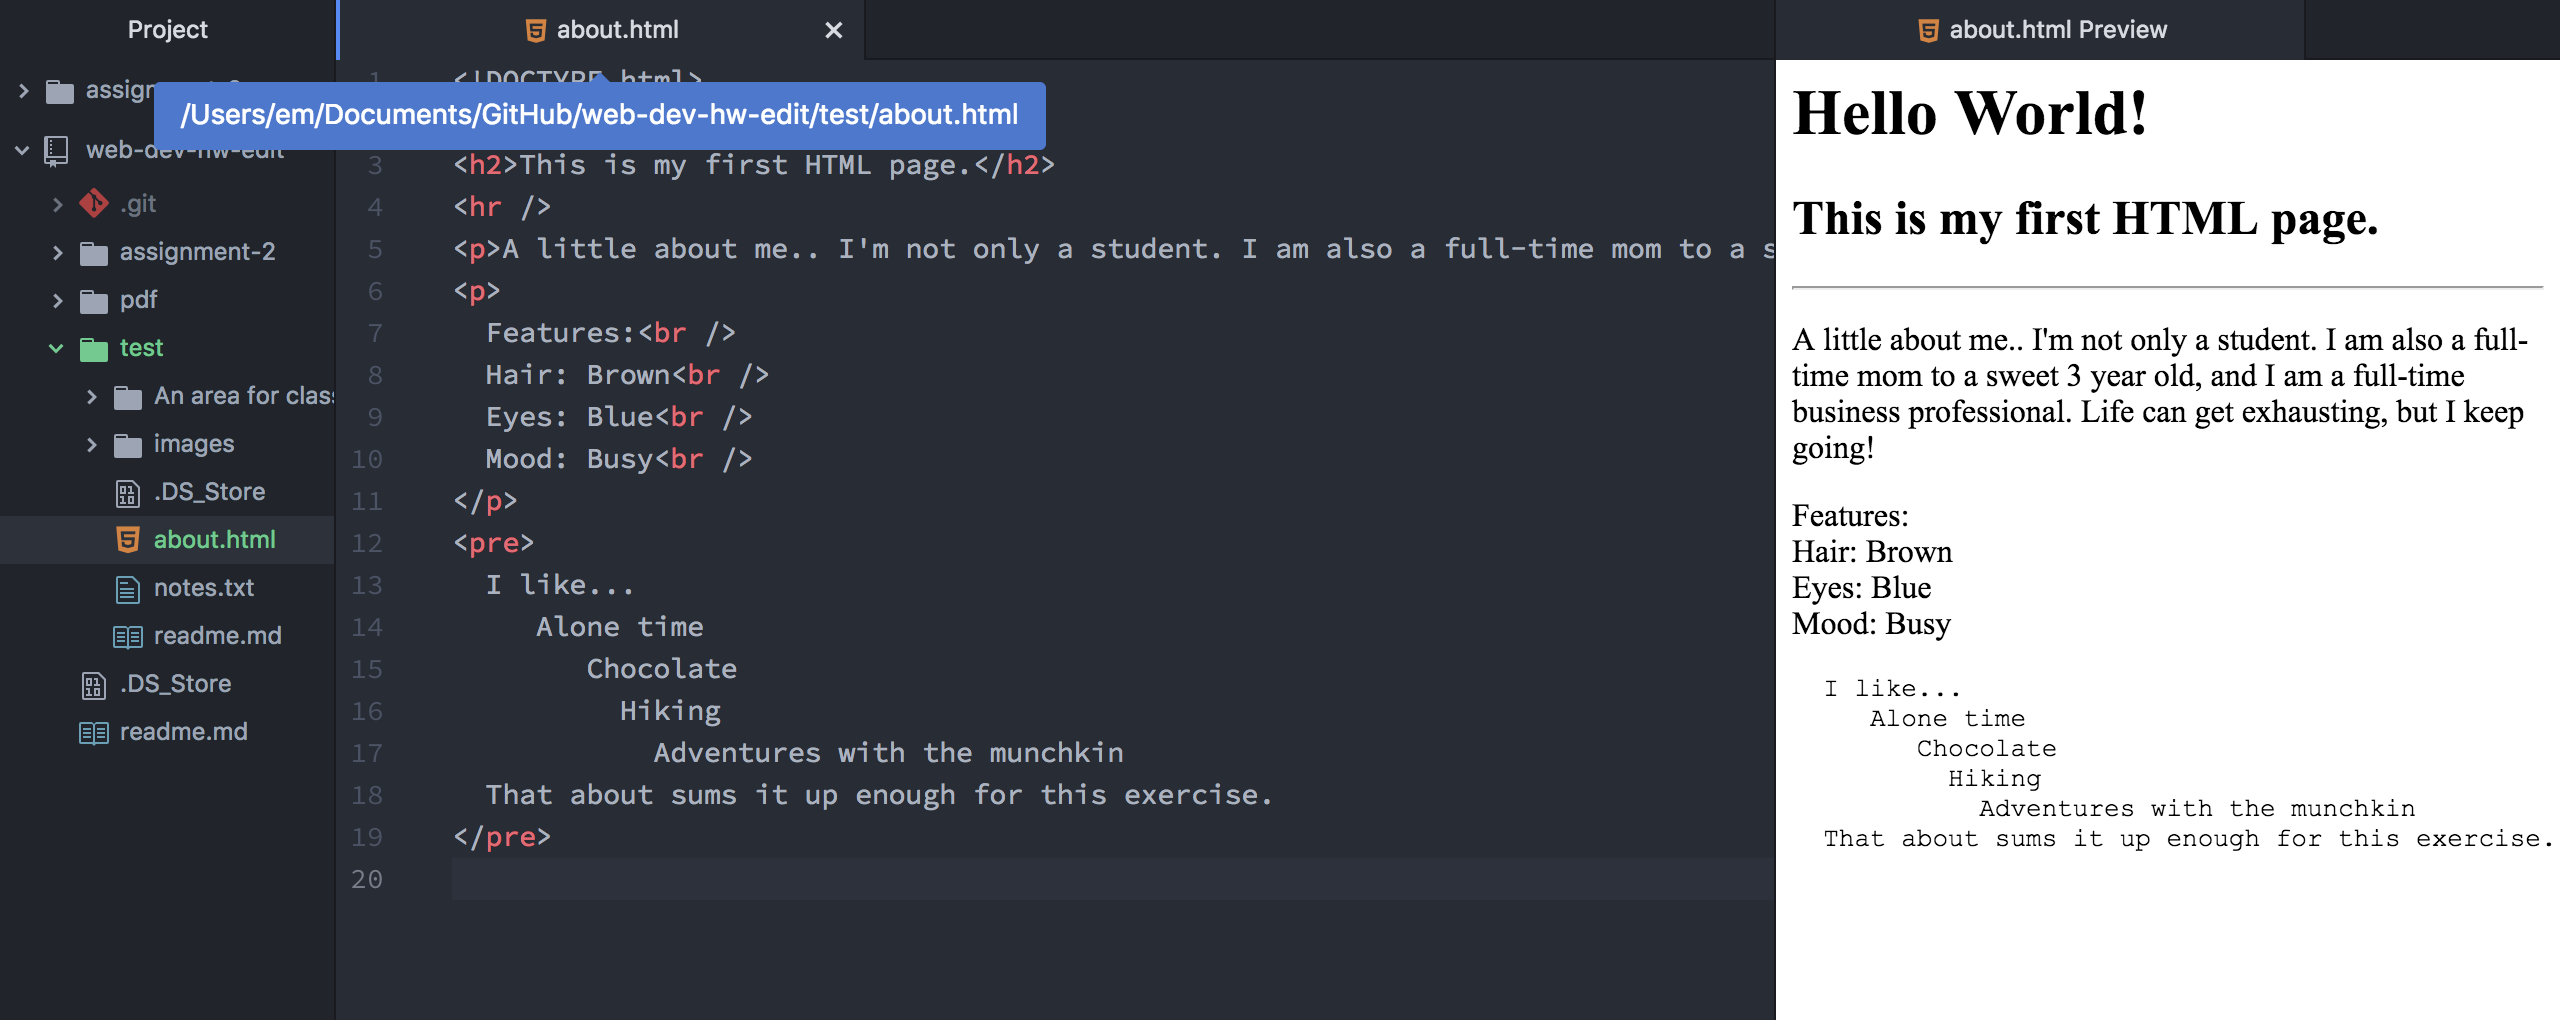 Project
about.html
about.html Preview
/Users/em/Documents/GitHub/web-dev-hw-edit/test/about.html
web-dev-hw-edit
.git
assignment-2
pdf
test
An area for clas
images
.DS_Store
about.html
notes.txt
readme.md
.DS_Store
readme.md
1 <!DOCTYPE html>
3 <h2>This is my first HTML page.</h2>
4 <hr />
5 <p>A little about me.. I'm not only a student. I am also a full-time mom to a s
6 <p>
7 Features:<br />
8 Hair: Brown<br />
9 Eyes: Blue<br />
10 Mood: Busy<br />
11 </p>
12 <pre>
13 I like...
14 Alone time
15 Chocolate
16 Hiking
17 Adventures with the munchkin
18 That about sums it up enough for this exercise.
19 </pre>
20
Hello World!
This is my first HTML page.
A little about me.. I'm not only a student. I am also a full-
time mom to a sweet 3 year old, and I am a full-time
business professional. Life can get exhausting, but I keep
going!
Features:
Hair: Brown
Eyes: Blue
Mood: Busy
I like...
Alone time
Chocolate
Hiking
Adventures with the munchkin
That about sums it up enough for this exercise.